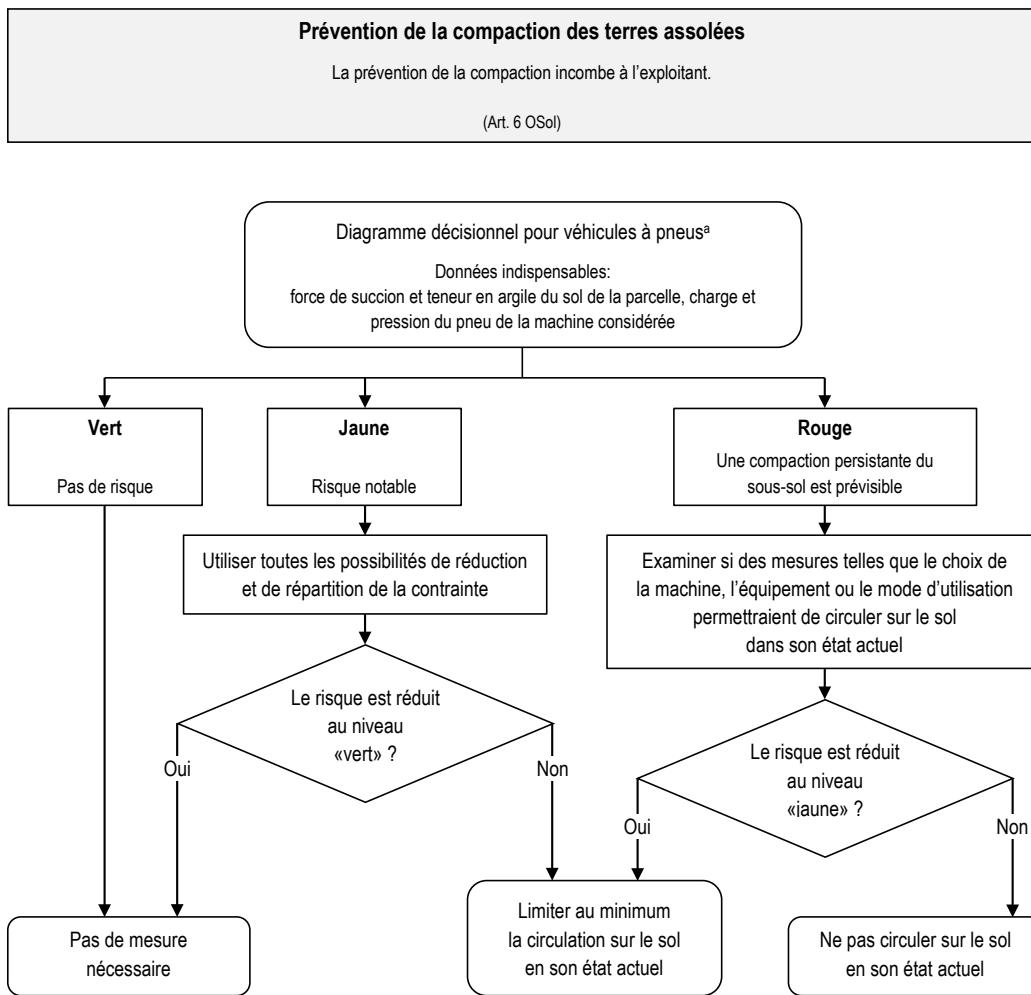 Prévention de la compaction des terres assolées
La prévention de la compaction incombe à l’exploitant.
(Art. 6 OSol)
Diagramme décisionnel pour véhicules à pneusᵃ
Données indispensables:
force de succion et teneur en argile du sol de la parcelle, charge et
pression du pneu de la machine considérée
Vert
Pas de risque
Jaune
Risque notable
Rouge
Une compaction persistante du
sous-sol est prévisible
Utiliser toutes les possibilités de réduction
et de répartition de la contrainte
Examiner si des mesures telles que le choix de
la machine, l’équipement ou le mode d’utilisation
permettraient de circuler sur le sol
dans son état actuel
Le risque est réduit
au niveau
«vert» ?
Oui
Non
Le risque est réduit
au niveau
«jaune» ?
Oui
Non
Pas de mesure
nécessaire
Limiter au minimum
la circulation sur le sol
en son état actuel
Ne pas circuler sur le sol
en son état actuel